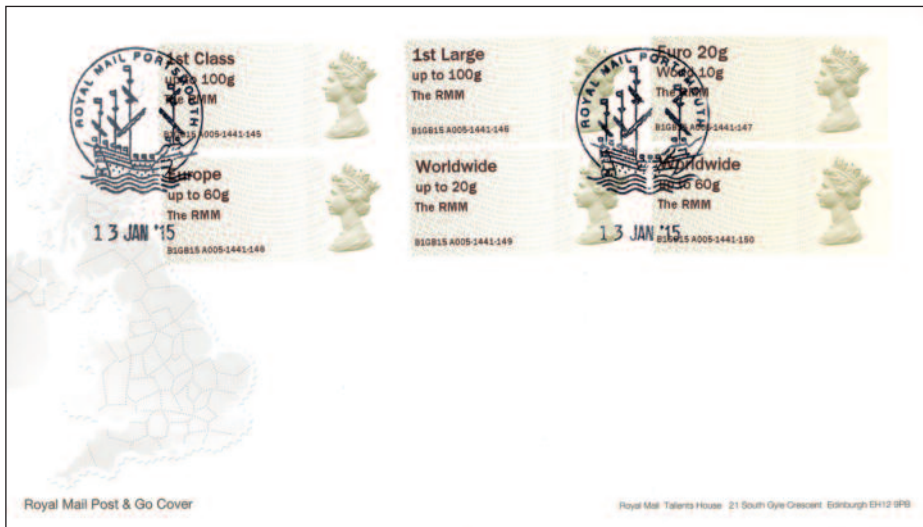 1st Class
up to 100g
The RMM
B1GB15 A005-1441-145
1st Large
up to 100g
The RMM
B1GB15 A005-1441-146
Euro 20g
World 10g
The RMM
B1GB15 A005-1441-147
Europe
up to 60g
The RMM
B1GB15 A005-1441-148
Worldwide
up to 20g
The RMM
B1GB15 A005-1441-149
Worldwide
up to 60g
The RMM
B1GB15 A005-1441-150
ROYAL MAIL PORTSMOUTH
13 JAN '15
ROYAL MAIL PORTSMOUTH
13 JAN '15
Royal Mail Post & Go Cover
Royal Mail Tallents House 21 South Gyle Crescent Edinburgh EH12 9PB